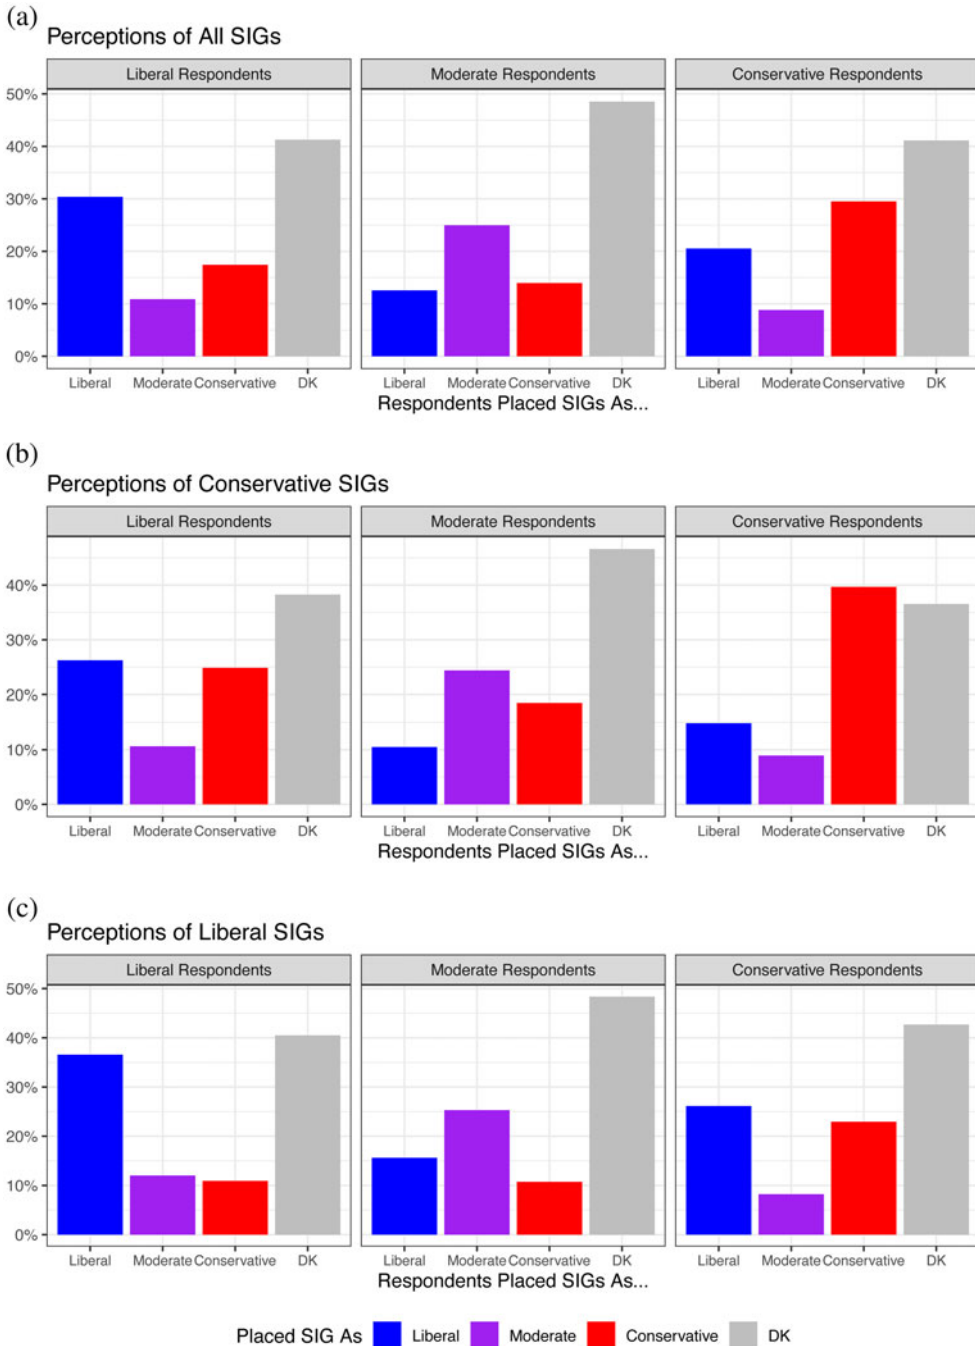 (a)
Perceptions of All SIGs
Liberal Respondents Moderate Respondents Conservative Respondents
50%
40%
30%
20%
10%
0%
Liberal Moderate Conservative DK Liberal Moderate Conservative DK Liberal Moderate Conservative DK
Respondents Placed SIGs As...
(b)
Perceptions of Conservative SIGs
Liberal Respondents Moderate Respondents Conservative Respondents
40%
30%
20%
10%
0%
Liberal Moderate Conservative DK Liberal Moderate Conservative DK Liberal Moderate Conservative DK
Respondents Placed SIGs As...
(c)
Perceptions of Liberal SIGs
Liberal Respondents Moderate Respondents Conservative Respondents
50%
40%
30%
20%
10%
0%
Liberal Moderate Conservative DK Liberal Moderate Conservative DK Liberal Moderate Conservative DK
Respondents Placed SIGs As...
Placed SIG As Liberal Moderate Conservative DK